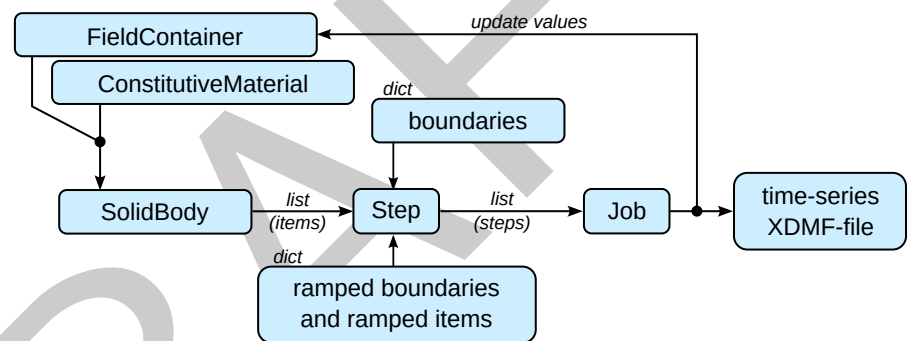 update values
FieldContainer
ConstitutiveMaterial
dict
boundaries
SolidBody
list
(items)
Step
list
(steps)
Job
time-series
XDMF-file
dict
ramped boundaries
and ramped items